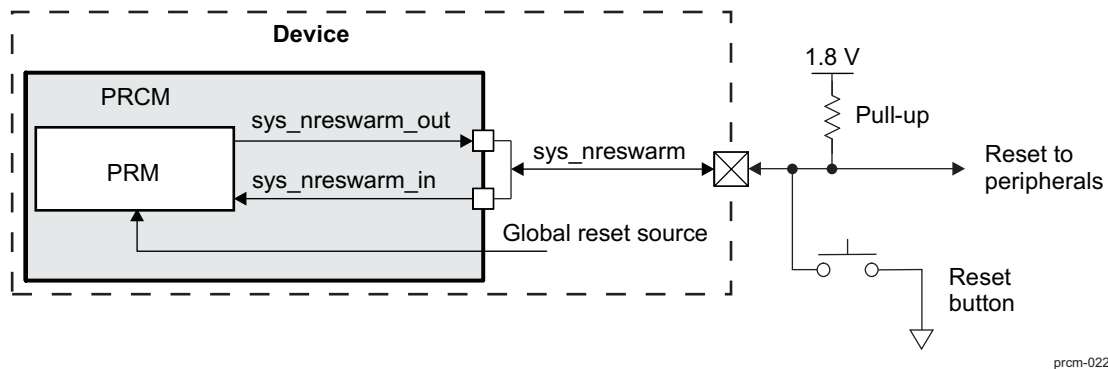 Device
1.8 V
PRCM
sys_nreswarm_out
Pull-up
sys_nreswarm
PRM
sys_nreswarm_in
Reset to
peripherals
Global reset source
Reset
button
prcm-022